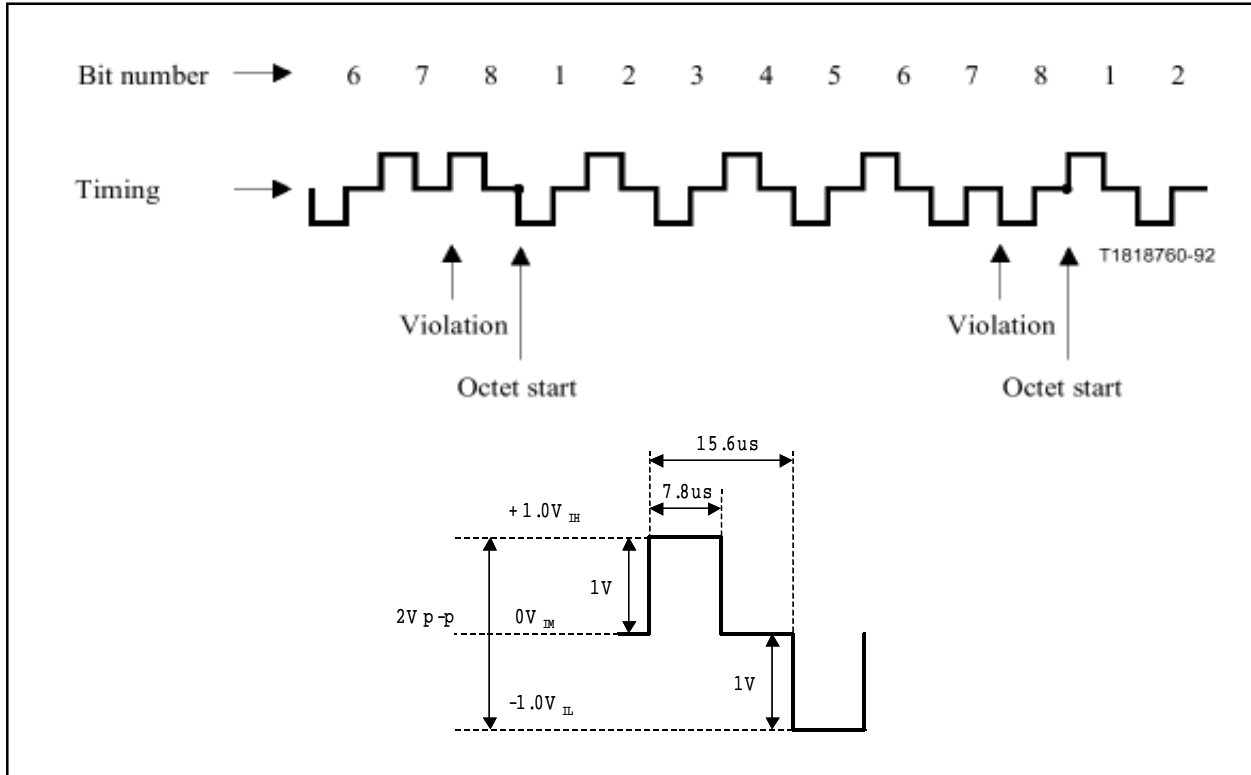 Bit number 6 7 8 1 2 3 4 5 6 7 8 1 2
Timing
T1818760-92
Violation Violation
Octet start Octet start
15.6us
7.8us
+1.0V IH
1V
2V p-p 0V IM
1V
-1.0V IL